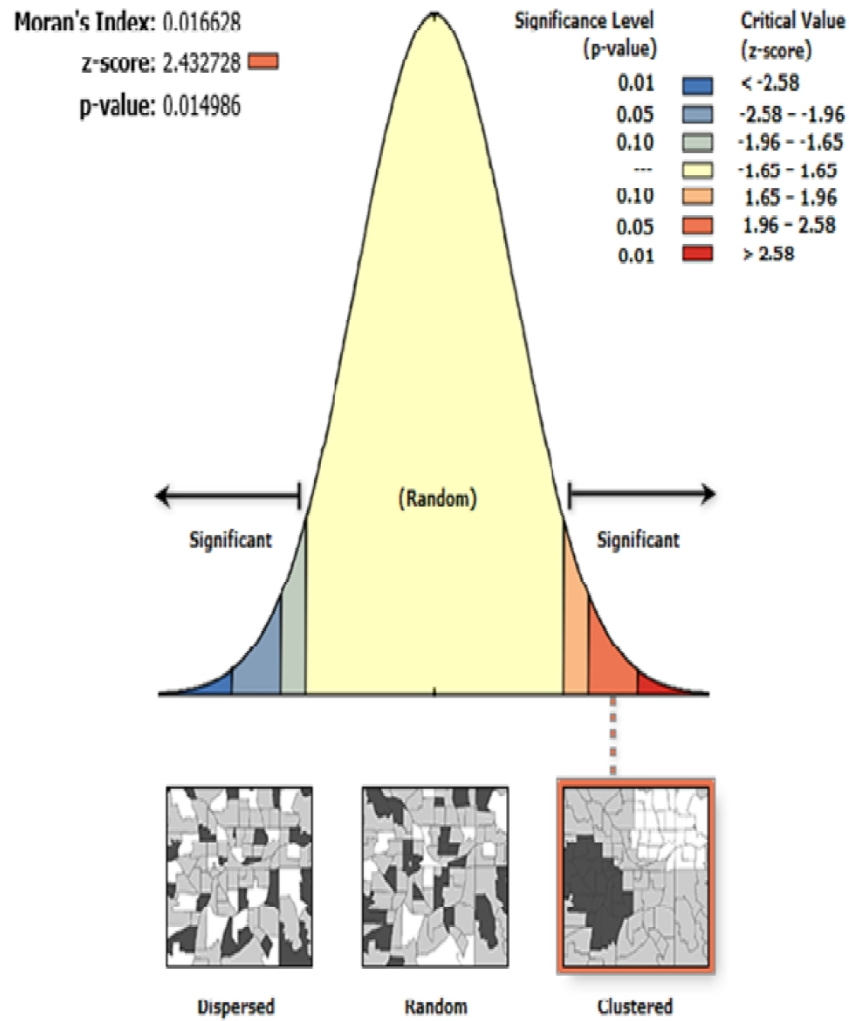 Moran's Index: 0.016628
z-score: 2.432728
p-value: 0.014986
Significance Level
(p-value)
Critical Value
(z-score)
0.01 < -2.58
0.05 -2.58 – -1.96
0.10 -1.96 – -1.65
--- -1.65 – 1.65
0.10 1.65 – 1.96
0.05 1.96 – 2.58
0.01 > 2.58
(Random)
Significant
Significant
Dispersed
Random
Clustered